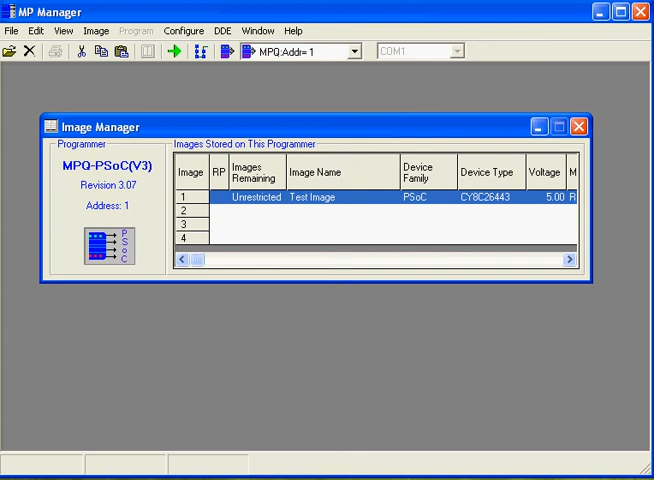 MP Manager
File Edit View Image Program Configure DDE Window Help
MPQ:Addr= 1 COM1
Image Manager
Programmer
MPQ-PSoC(V3)
Revision 3.07
Address: 1
P
S
o
C
Images Stored on This Programmer
Image RP Images Remaining Image Name Device Family Device Type Voltage M
1 Unrestricted Test Image PSoC CY8C26443 5.00 R
2
3
4